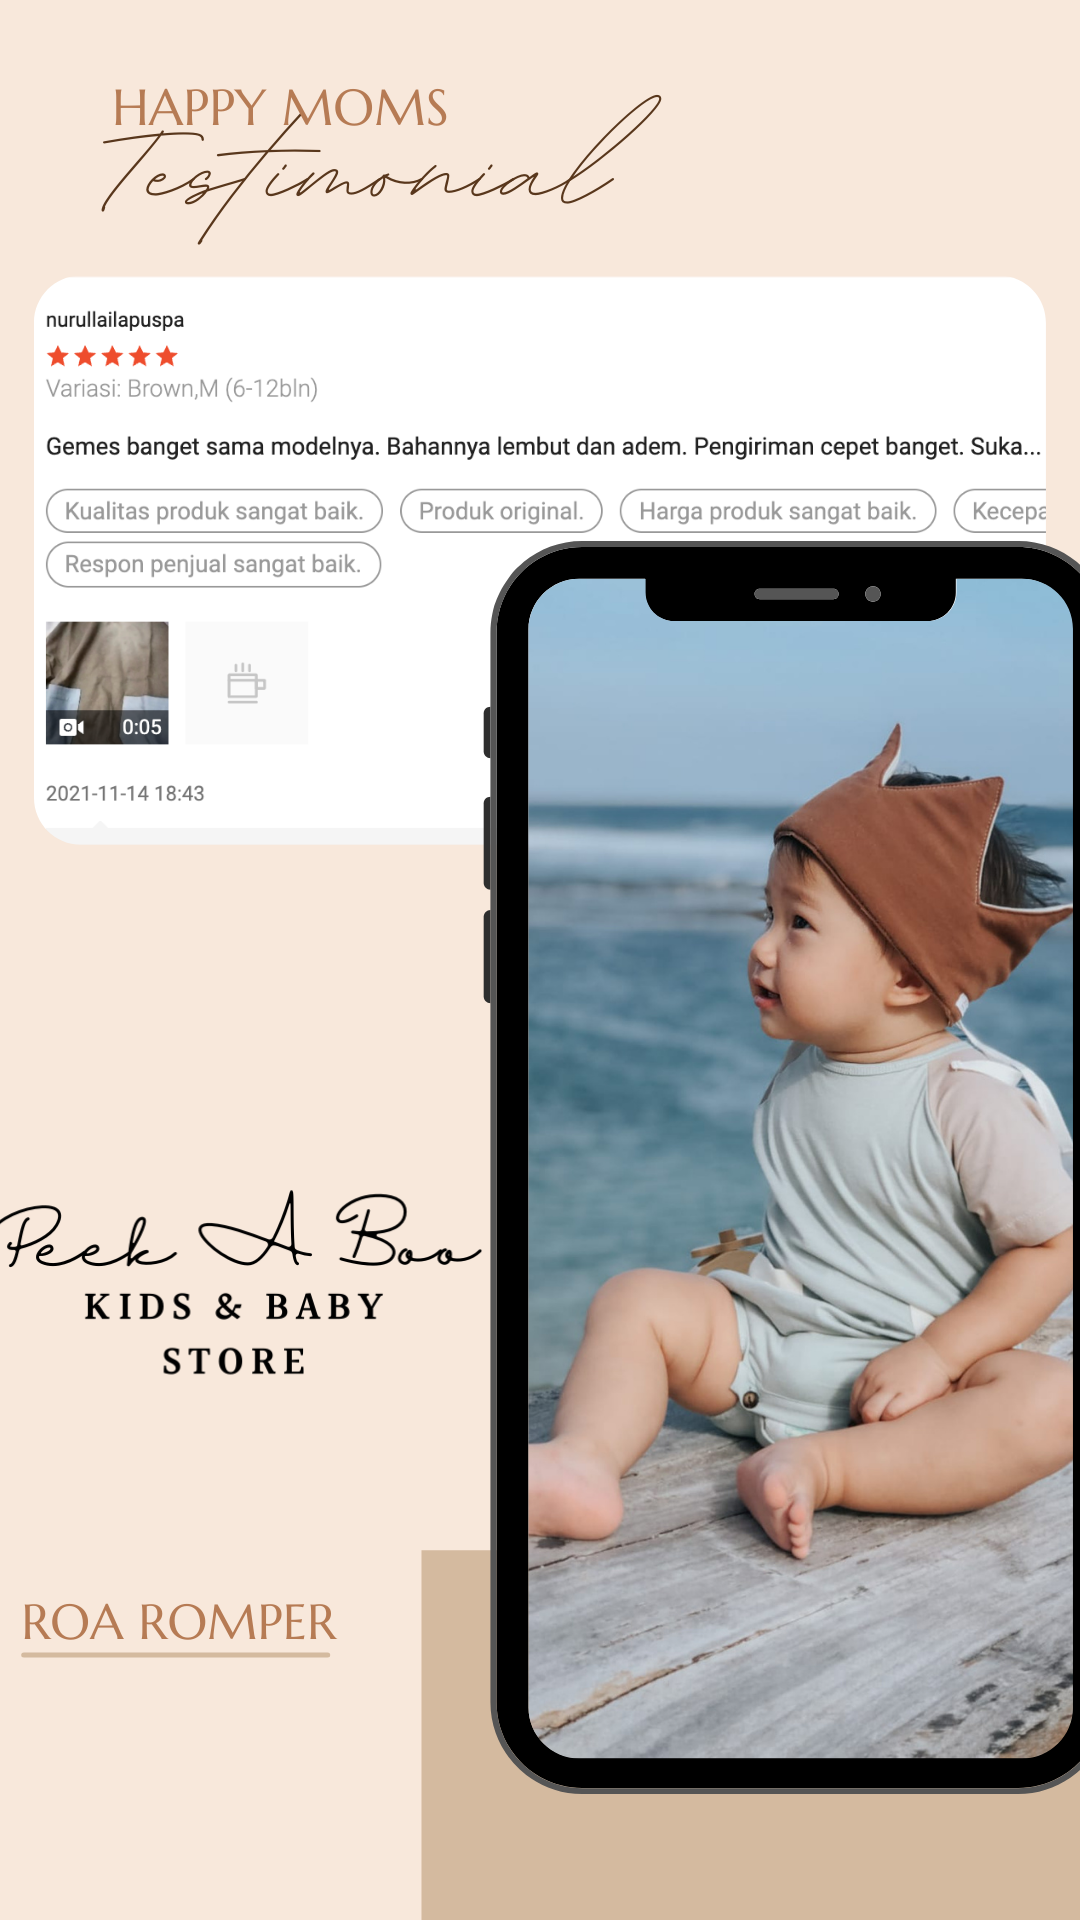 HAPPY MOMS
Testimonial
nurullailapuspa
Variasi: Brown,M (6-12bln)
Gemes banget sama modelnya. Bahannya lembut dan adem. Pengiriman cepet banget. Suka...
Kualitas produk sangat baik. Produk original. Harga produk sangat baik. Kecepa
Respon penjual sangat baik.
0:05
2021-11-14 18:43
Peek A Boo
KIDS & BABY
STORE
ROA ROMPER